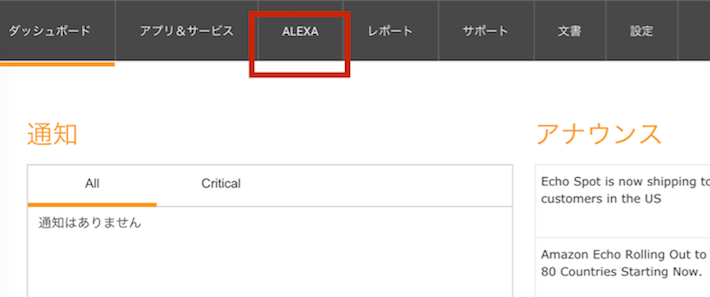 ダッシュボード
アプリ＆サービス
ALEXA
レポート
サポート
文書
設定
通知
All
Critical
通知はありません
アナウンス
Echo Spot is now shipping to
customers in the US
Amazon Echo Rolling Out to
80 Countries Starting Now.